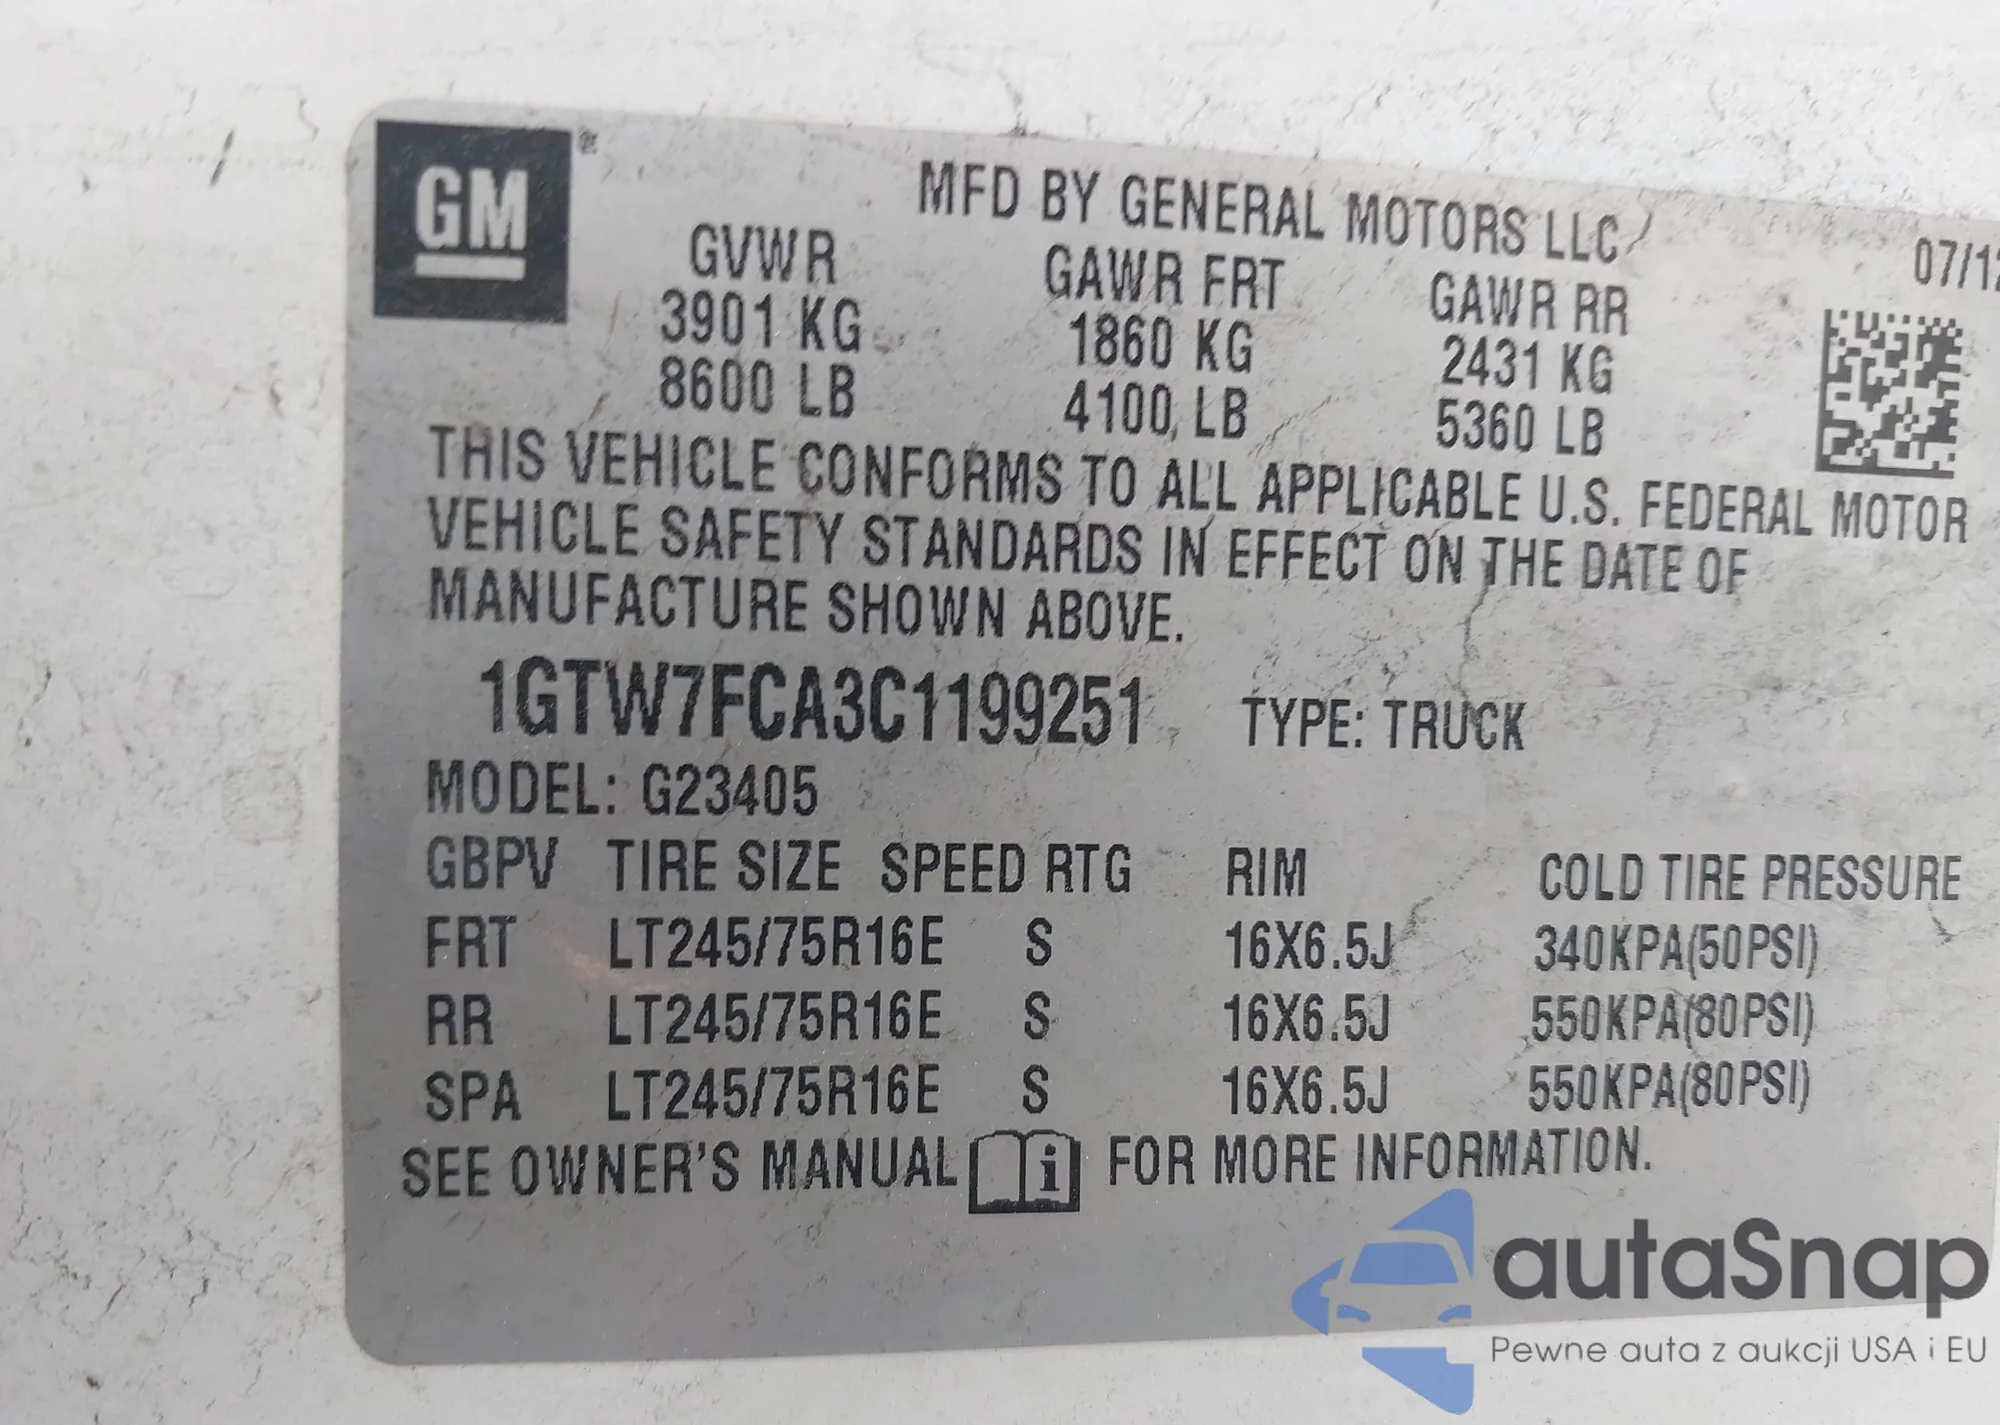 GM
MFD BY GENERAL MOTORS LLC
07/12
GVWR GAWR FRT GAWR RR
3901 KG 1860 KG 2431 KG
8600 LB 4100 LB 5360 LB
THIS VEHICLE CONFORMS TO ALL APPLICABLE U.S. FEDERAL MOTOR
VEHICLE SAFETY STANDARDS IN EFFECT ON THE DATE OF
MANUFACTURE SHOWN ABOVE.
1GTW7FCA3C1199251 TYPE: TRUCK
MODEL: G23405
GBPV TIRE SIZE SPEED RTG RIM COLD TIRE PRESSURE
FRT LT245/75R16E S 16X6.5J 340KPA(50PSI)
RR LT245/75R16E S 16X6.5J 550KPA(80PSI)
SPA LT245/75R16E S 16X6.5J 550KPA(80PSI)
SEE OWNER'S MANUAL i FOR MORE INFORMATION.
autaSnap
Pewne auta z aukcji USA i EU